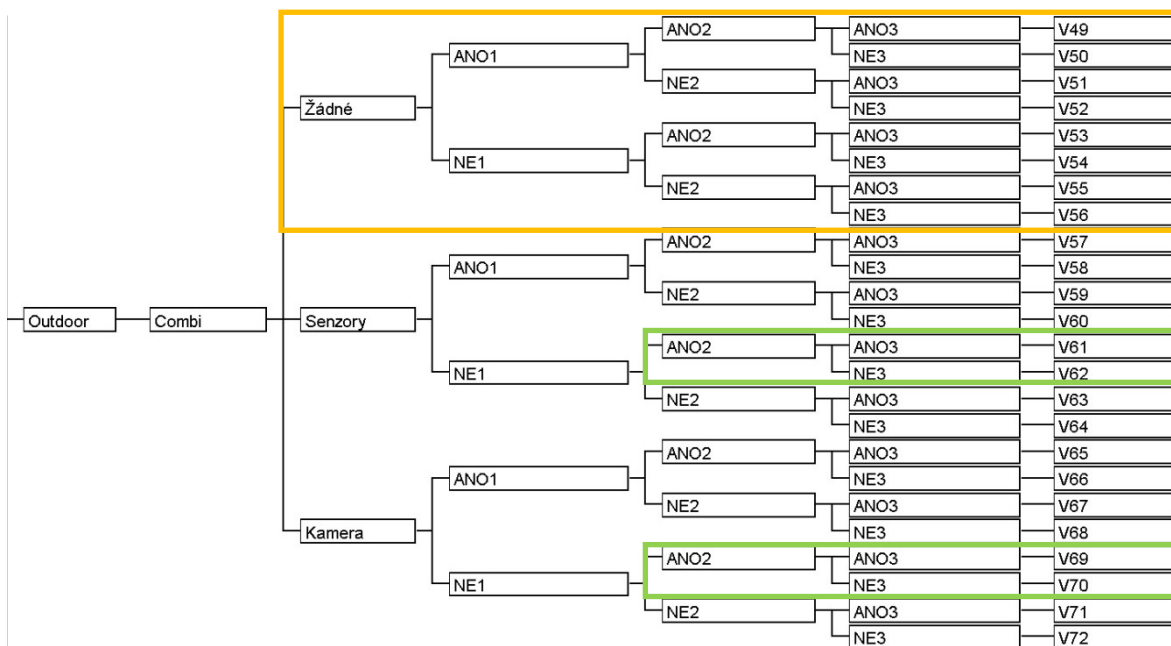 ANO2 ANO3 V49
ANO1 NE3 V50
NE2 ANO3 V51
Žádné NE3 V52
ANO2 ANO3 V53
NE1 NE3 V54
NE2 ANO3 V55
NE3 V56
ANO2 ANO3 V57
ANO1 NE3 V58
NE2 ANO3 V59
Outdoor Combi Senzory NE3 V60
ANO2 ANO3 V61
NE1 NE3 V62
NE2 ANO3 V63
NE3 V64
ANO2 ANO3 V65
ANO1 NE3 V66
NE2 ANO3 V67
Kamera NE3 V68
ANO2 ANO3 V69
NE1 NE3 V70
NE2 ANO3 V71
NE3 V72